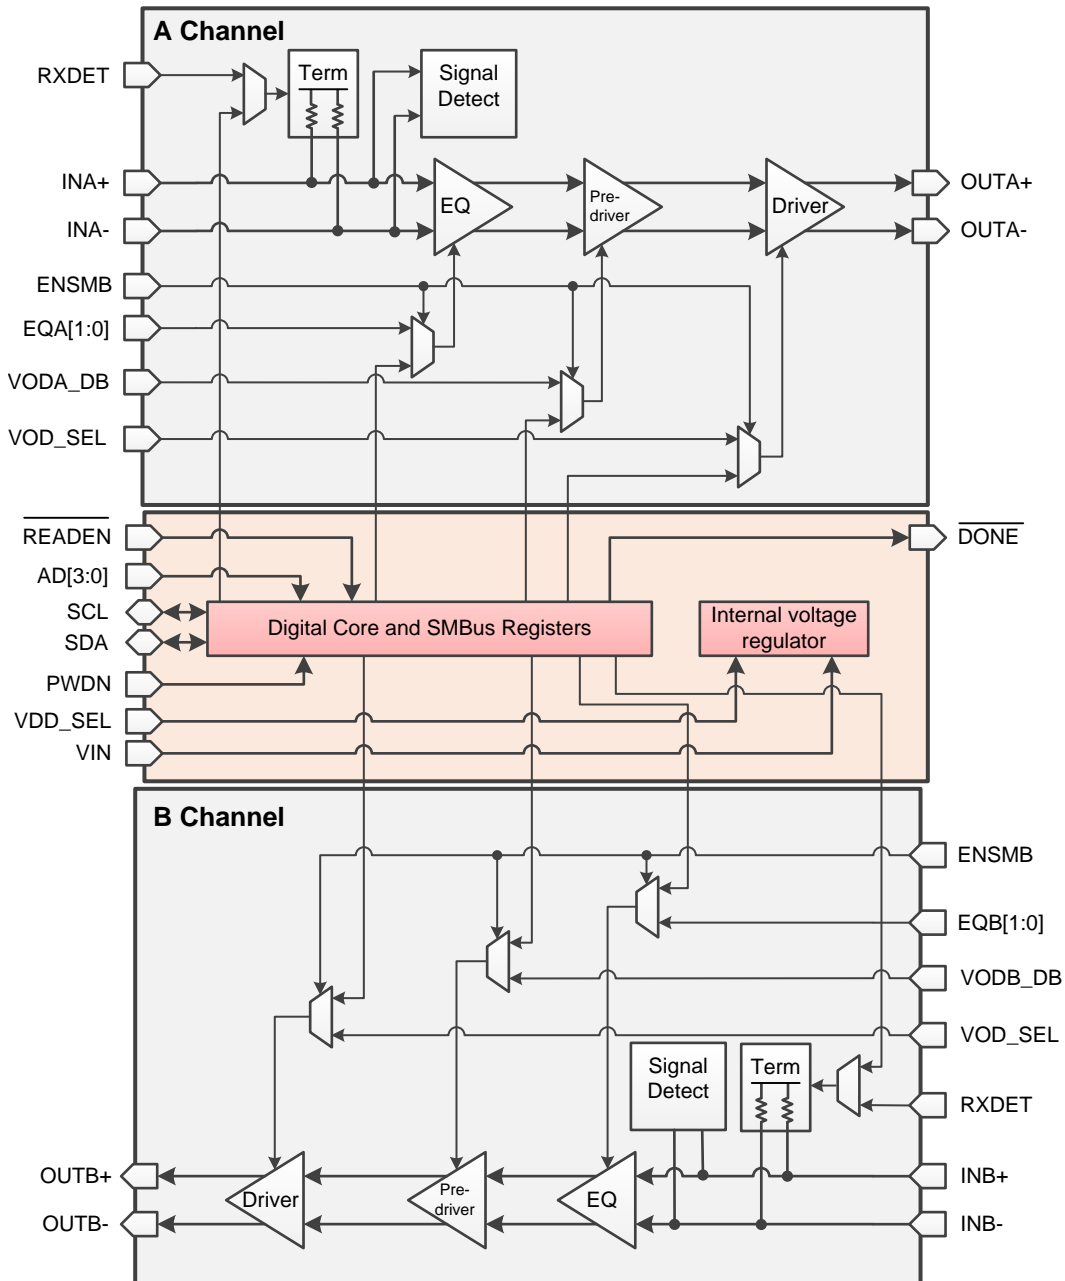 A Channel
RXDET
Term
Signal
Detect
INA+
INA-
EQ
Pre-
driver
Driver
OUTA+
OUTA-
ENSMB
EQA[1:0]
VODA_DB
VOD_SEL
READEN
AD[3:0]
SCL
SDA
PWDN
VDD_SEL
VIN
Digital Core and SMBus Registers
Internal voltage
regulator
DONE
B Channel
ENSMB
EQB[1:0]
VODB_DB
VOD_SEL
RXDET
Signal
Detect
Term
OUTB+
OUTB-
Driver
Pre-
driver
EQ
INB+
INB-